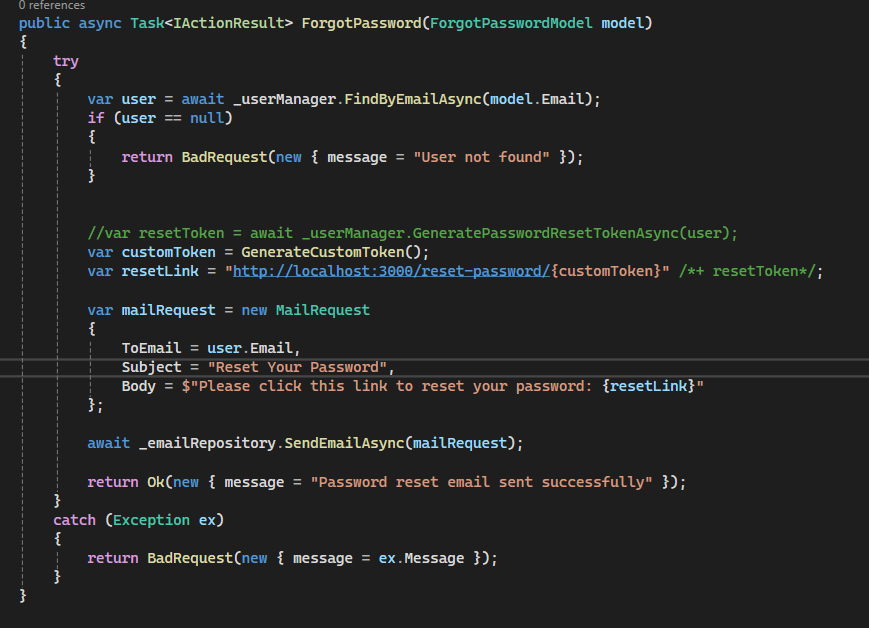 0 references
public async Task<IActionResult> ForgotPassword(ForgotPasswordModel model)
{
try
{
var user = await _userManager.FindByEmailAsync(model.Email);
if (user == null)
{
return BadRequest(new { message = "User not found" });
}
//var resetToken = await _userManager.GeneratePasswordResetTokenAsync(user);
var customToken = GenerateCustomToken();
var resetLink = "http://localhost:3000/reset-password/{customToken}" /*+ resetToken*/;
var mailRequest = new MailRequest
{
ToEmail = user.Email,
Subject = "Reset Your Password",
Body = $"Please click this link to reset your password: {resetLink}"
};
await _emailRepository.SendEmailAsync(mailRequest);
return Ok(new { message = "Password reset email sent successfully" });
}
catch (Exception ex)
{
return BadRequest(new { message = ex.Message });
}
}